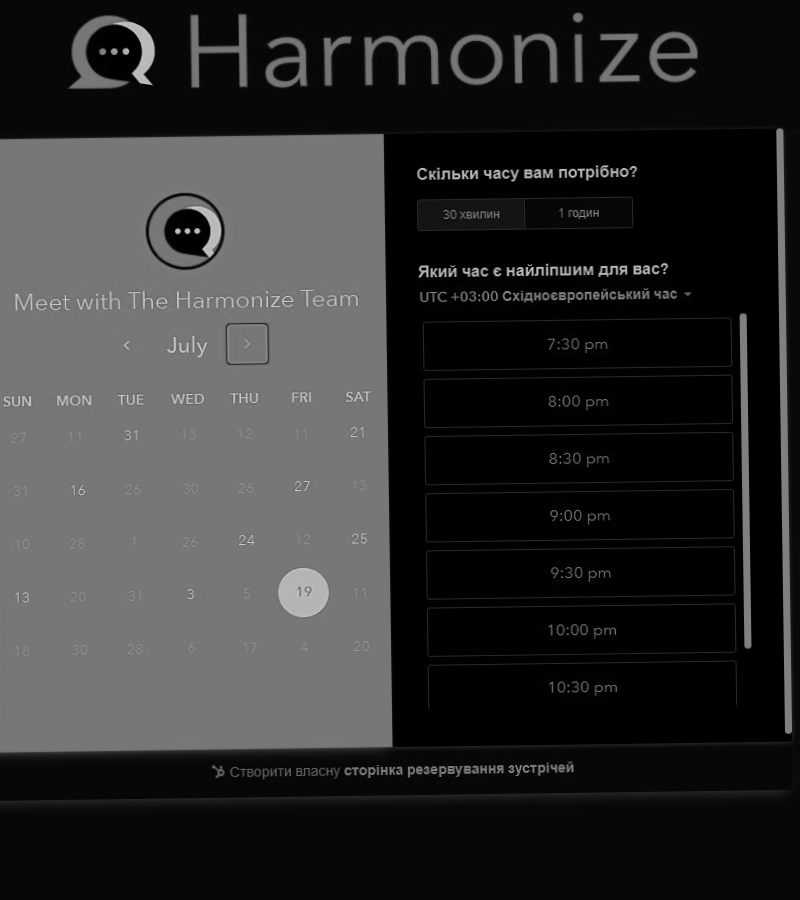 Harmonize
Meet with The Harmonize Team
July
SUN MON TUE WED THU FRI SAT
27 11 31 13 12 11 21
31 16 26 30 26 27 13
10 28 1 26 24 12 25
13 20 31 3 5 19 11
18 30 28 6 17 4 20
Скільки часу вам потрібно?
30 хвилин 1 годин
Який час є найліпшим для вас?
UTC +03:00 Східноєвропейський час
7:30 pm
8:00 pm
8:30 pm
9:00 pm
9:30 pm
10:00 pm
10:30 pm
Створити власну сторінка резервування зустрічей